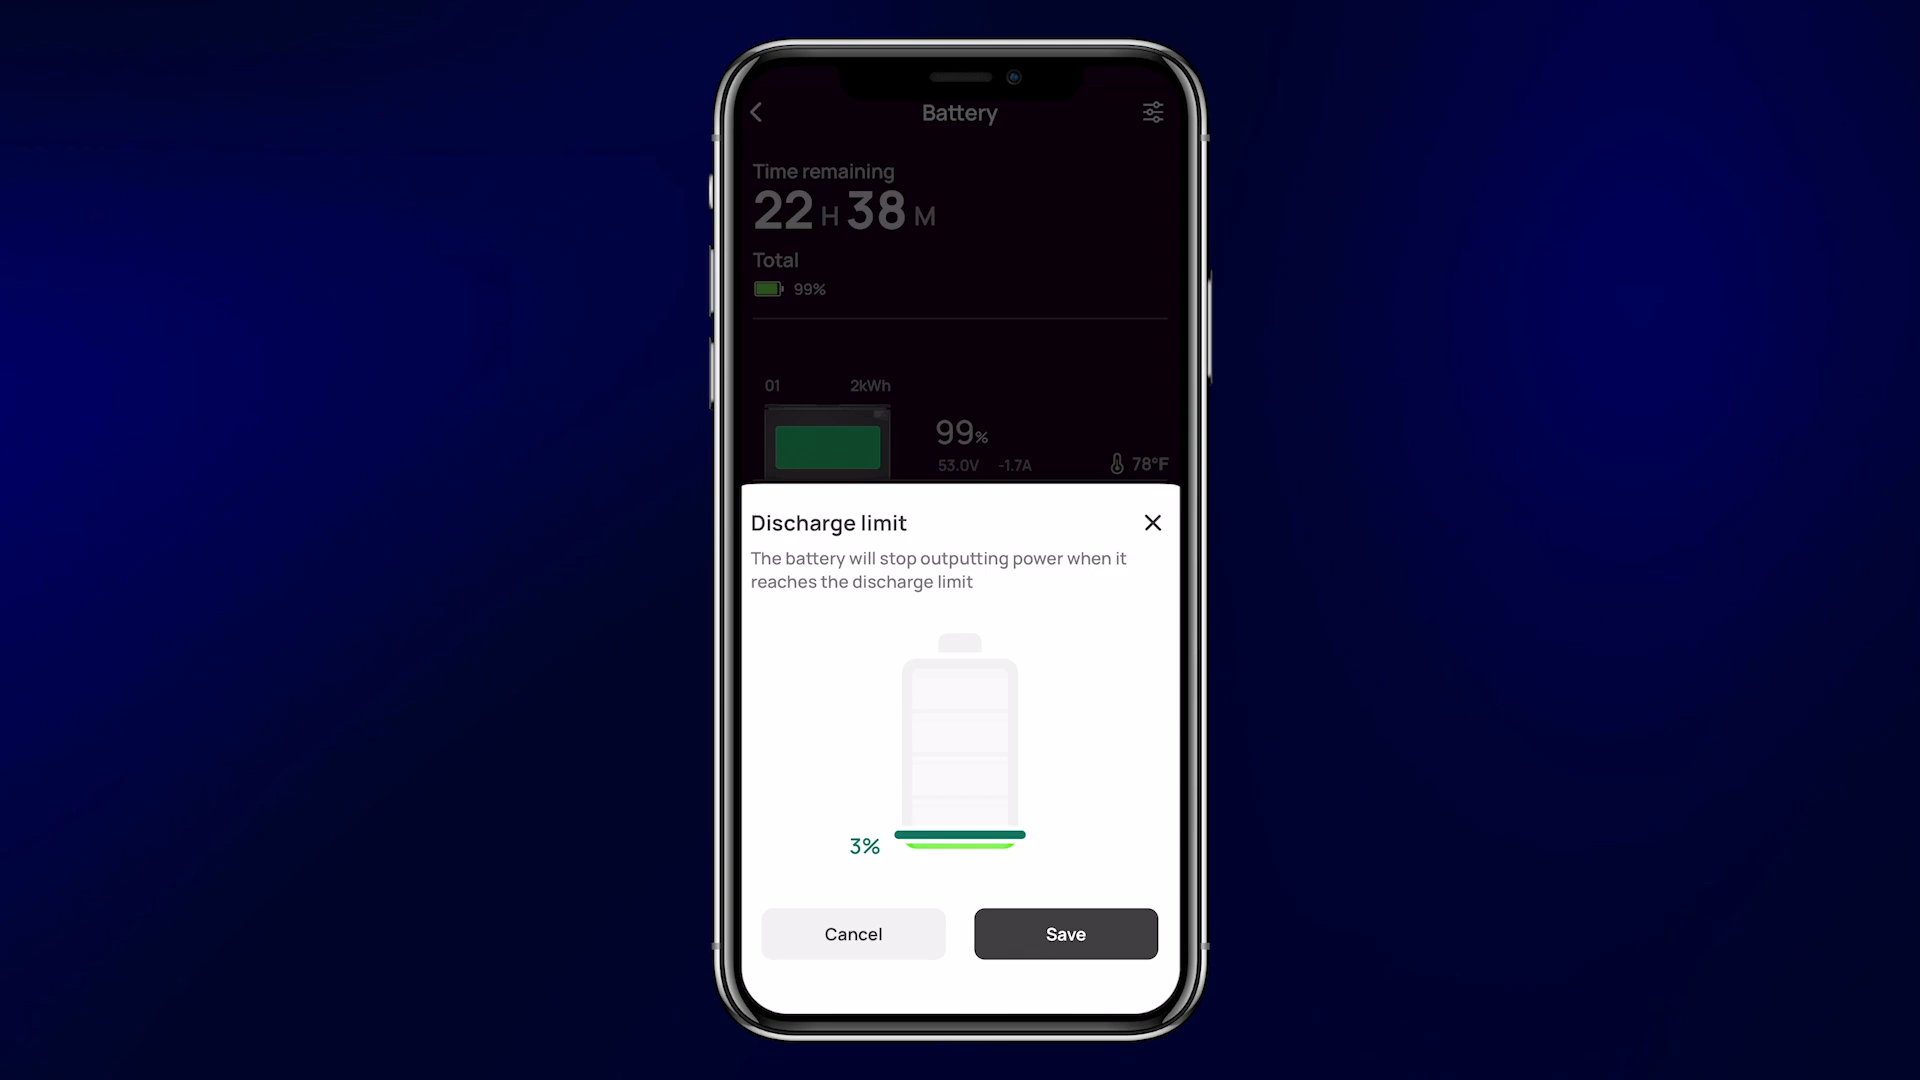 Battery
Time remaining
22 H 38 M
Total
99%
01 2kWh
99%
53.0V -1.7A 78°F
Discharge limit
The battery will stop outputting power when it
reaches the discharge limit
3%
Cancel Save